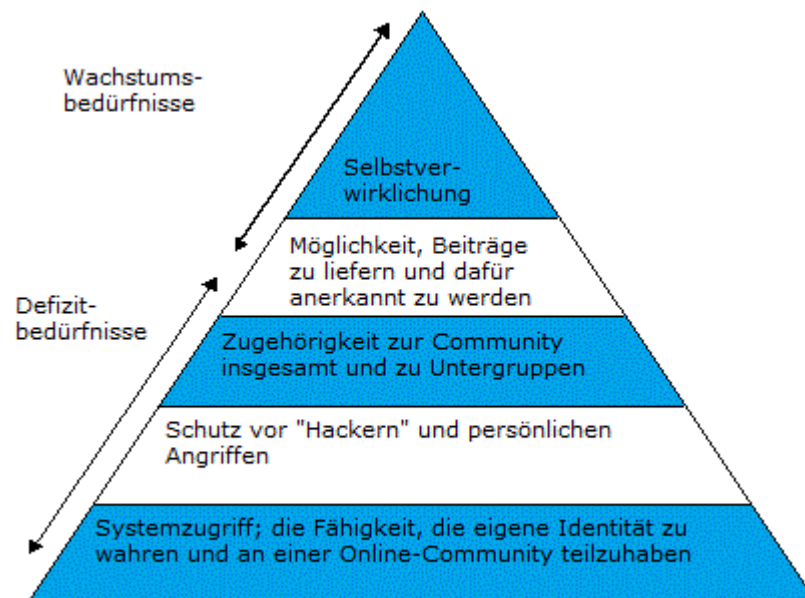 Wachstums-
bedürfnisse
Selbstver-
wirklichung
Möglichkeit, Beiträge
zu liefern und dafür
anerkannt zu werden
Defizit-
bedürfnisse
Zugehörigkeit zur Community
insgesamt und zu Untergruppen
Schutz vor "Hackern" und persönlichen
Angriffen
Systemzugriff; die Fähigkeit, die eigene Identität zu
wahren und an einer Online-Community teilzuhaben